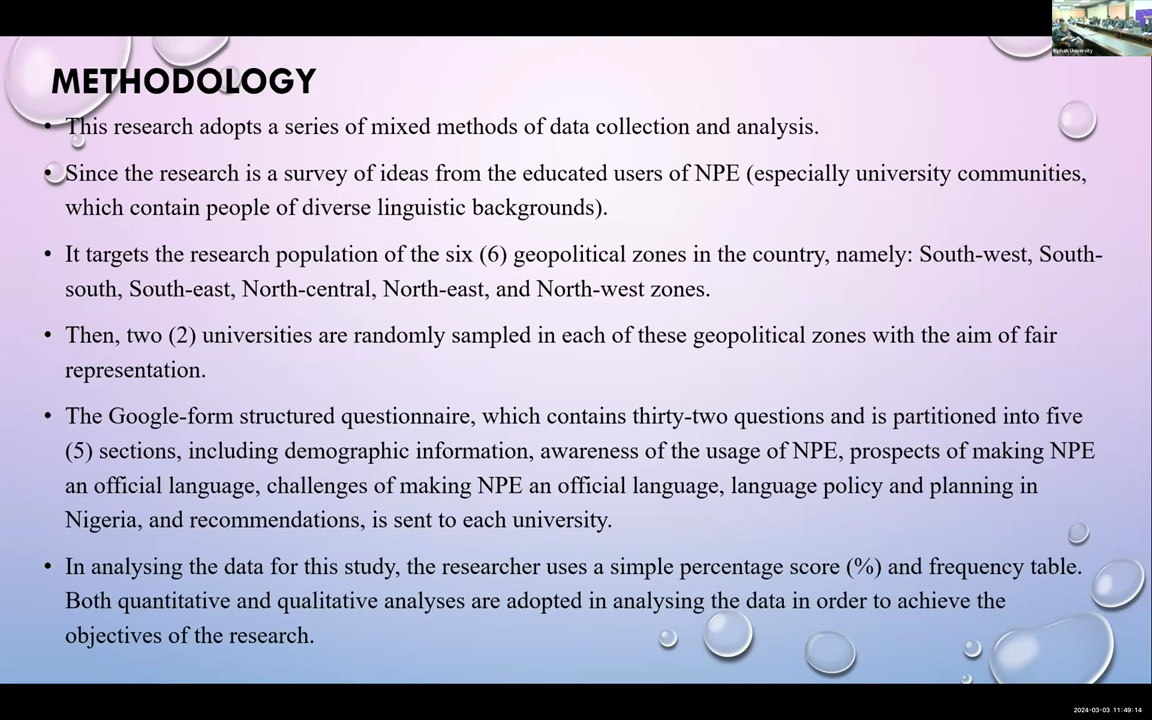 Riphah University
METHODOLOGY
• This research adopts a series of mixed methods of data collection and analysis.
• Since the research is a survey of ideas from the educated users of NPE (especially university communities,
which contain people of diverse linguistic backgrounds).
• It targets the research population of the six (6) geopolitical zones in the country, namely: South-west, South-
south, South-east, North-central, North-east, and North-west zones.
• Then, two (2) universities are randomly sampled in each of these geopolitical zones with the aim of fair
representation.
• The Google-form structured questionnaire, which contains thirty-two questions and is partitioned into five
(5) sections, including demographic information, awareness of the usage of NPE, prospects of making NPE
an official language, challenges of making NPE an official language, language policy and planning in
Nigeria, and recommendations, is sent to each university.
• In analysing the data for this study, the researcher uses a simple percentage score (%) and frequency table.
Both quantitative and qualitative analyses are adopted in analysing the data in order to achieve the
objectives of the research.
2024-03-03 11:49:14